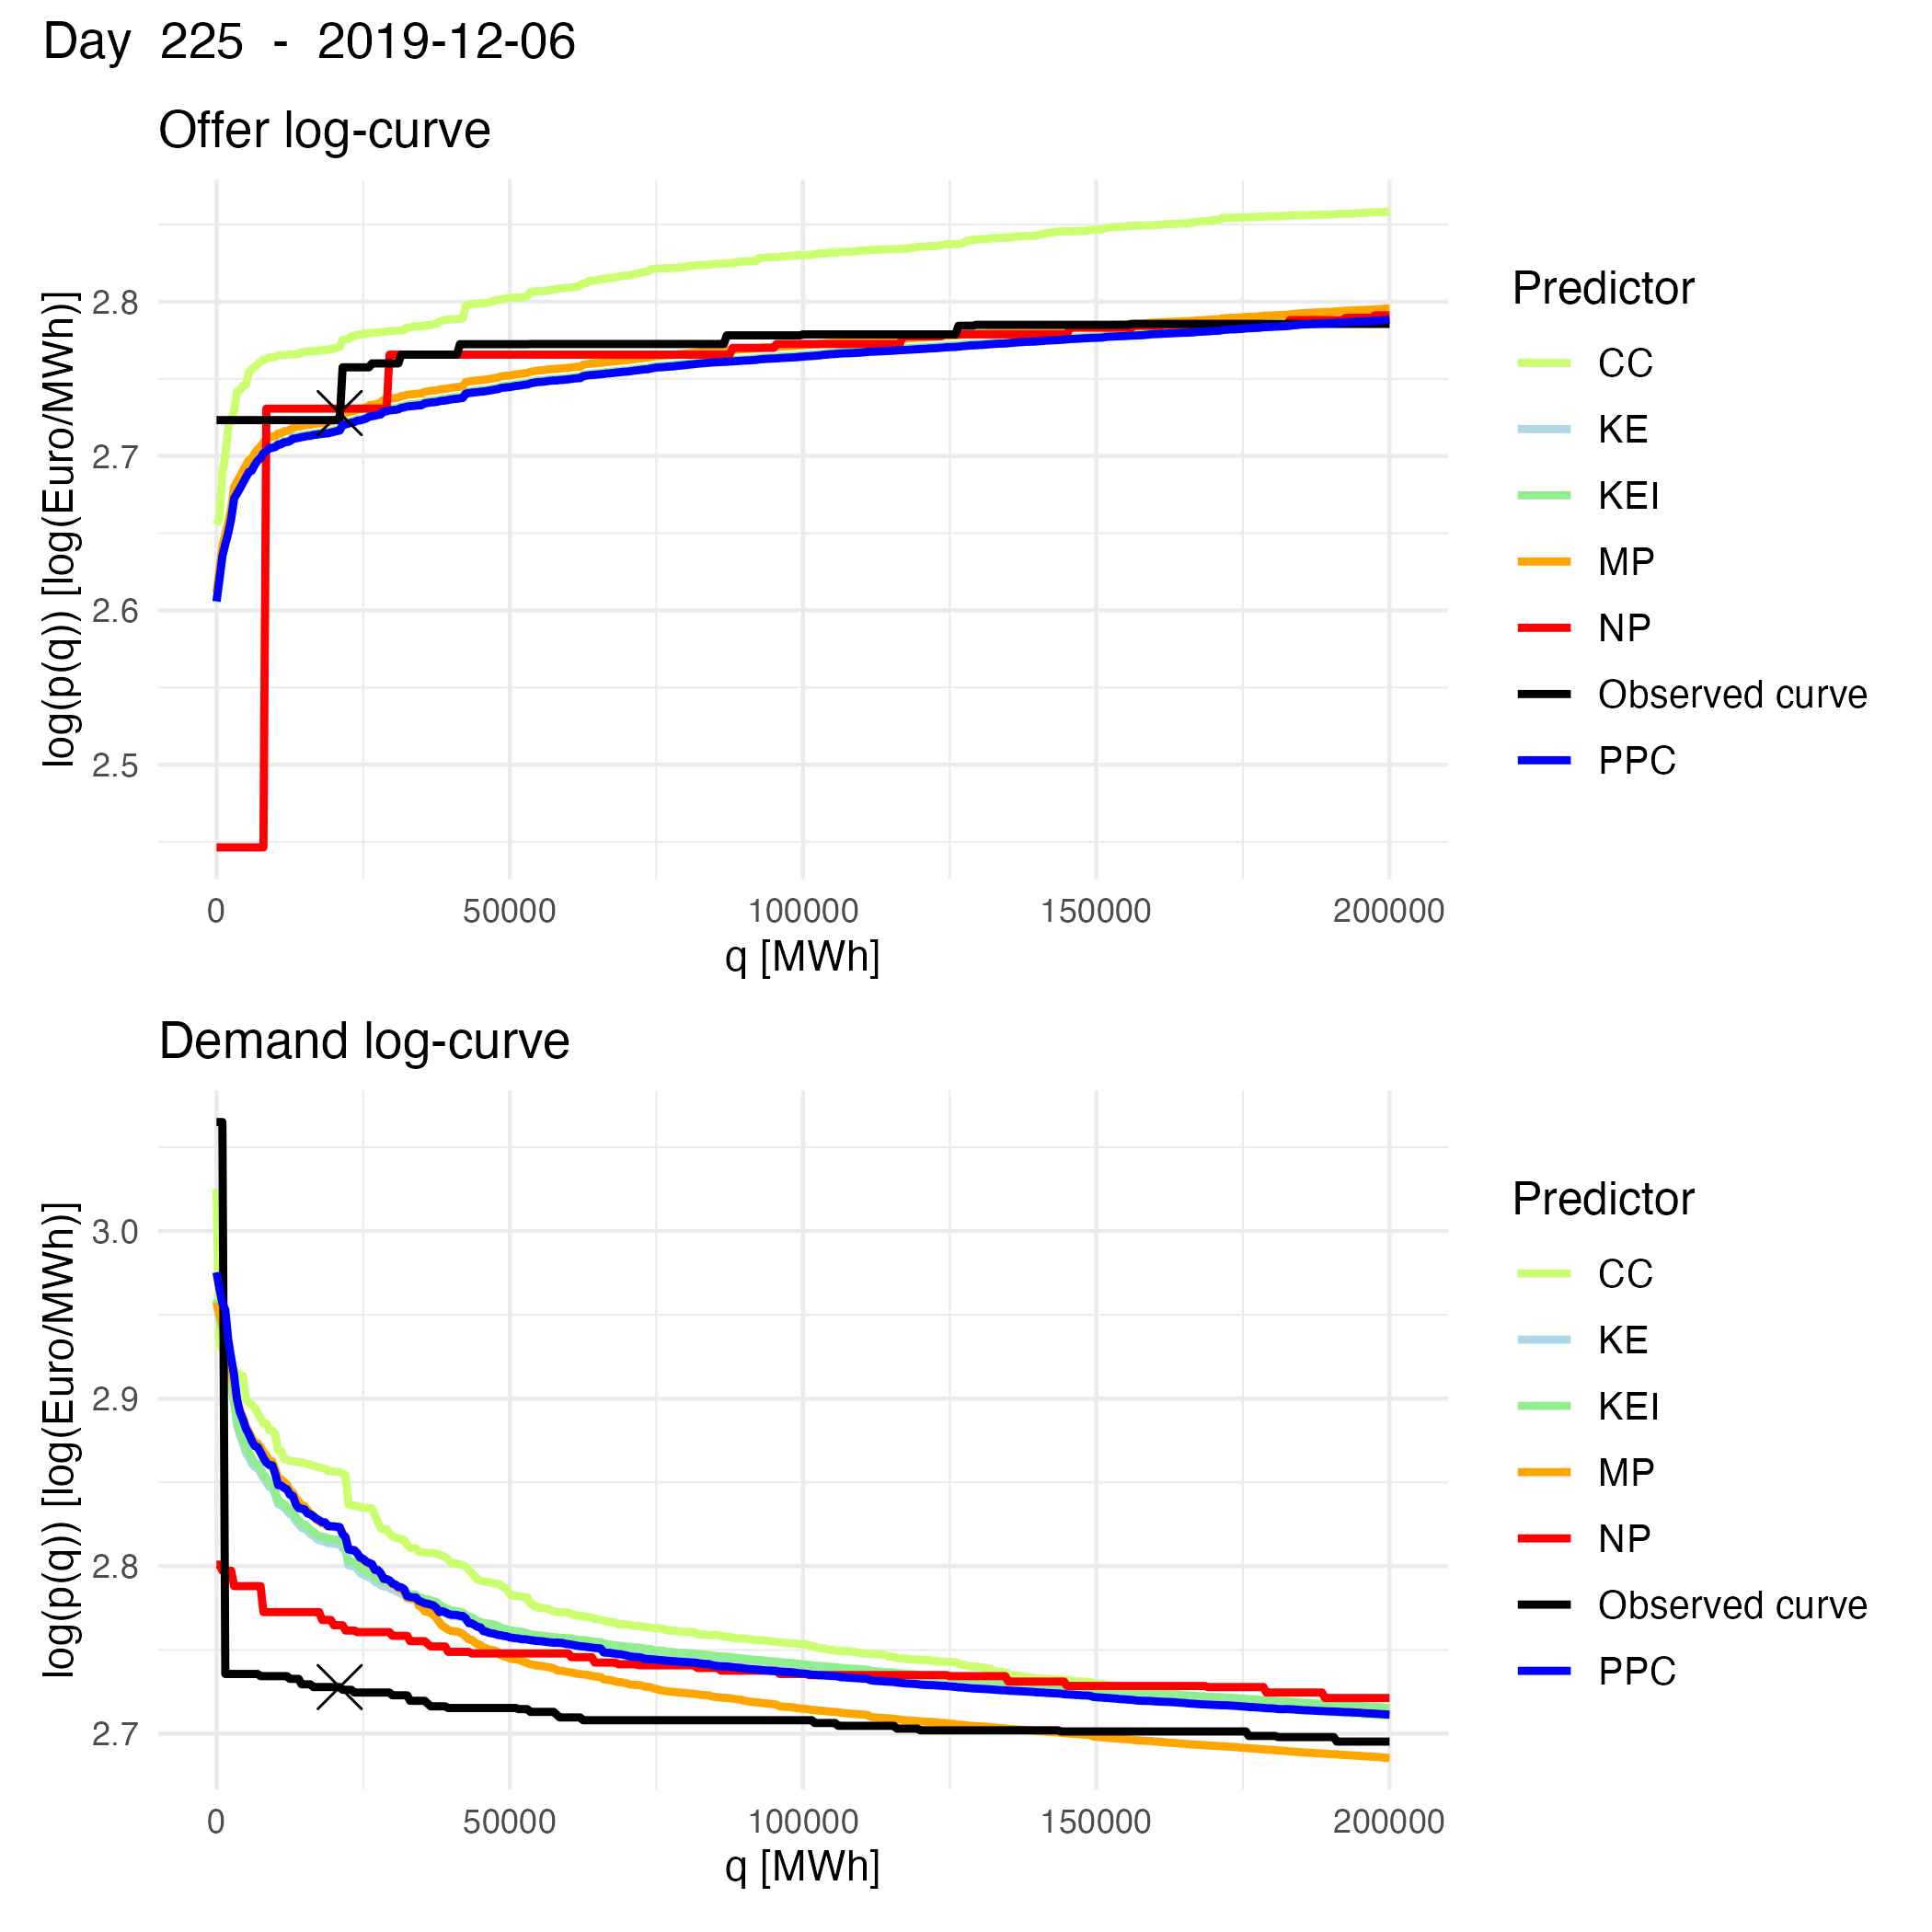 Day 225 - 2019-12-06
Offer log-curve
log(p(q)) [log(Euro/MWh)]
2.8
2.7
2.6
2.5
0 50000 100000 150000 200000
q [MWh]
Predictor
CC
KE
KEI
MP
NP
Observed curve
PPC
Demand log-curve
log(p(q)) [log(Euro/MWh)]
3.0
2.9
2.8
2.7
0 50000 100000 150000 200000
q [MWh]
Predictor
CC
KE
KEI
MP
NP
Observed curve
PPC